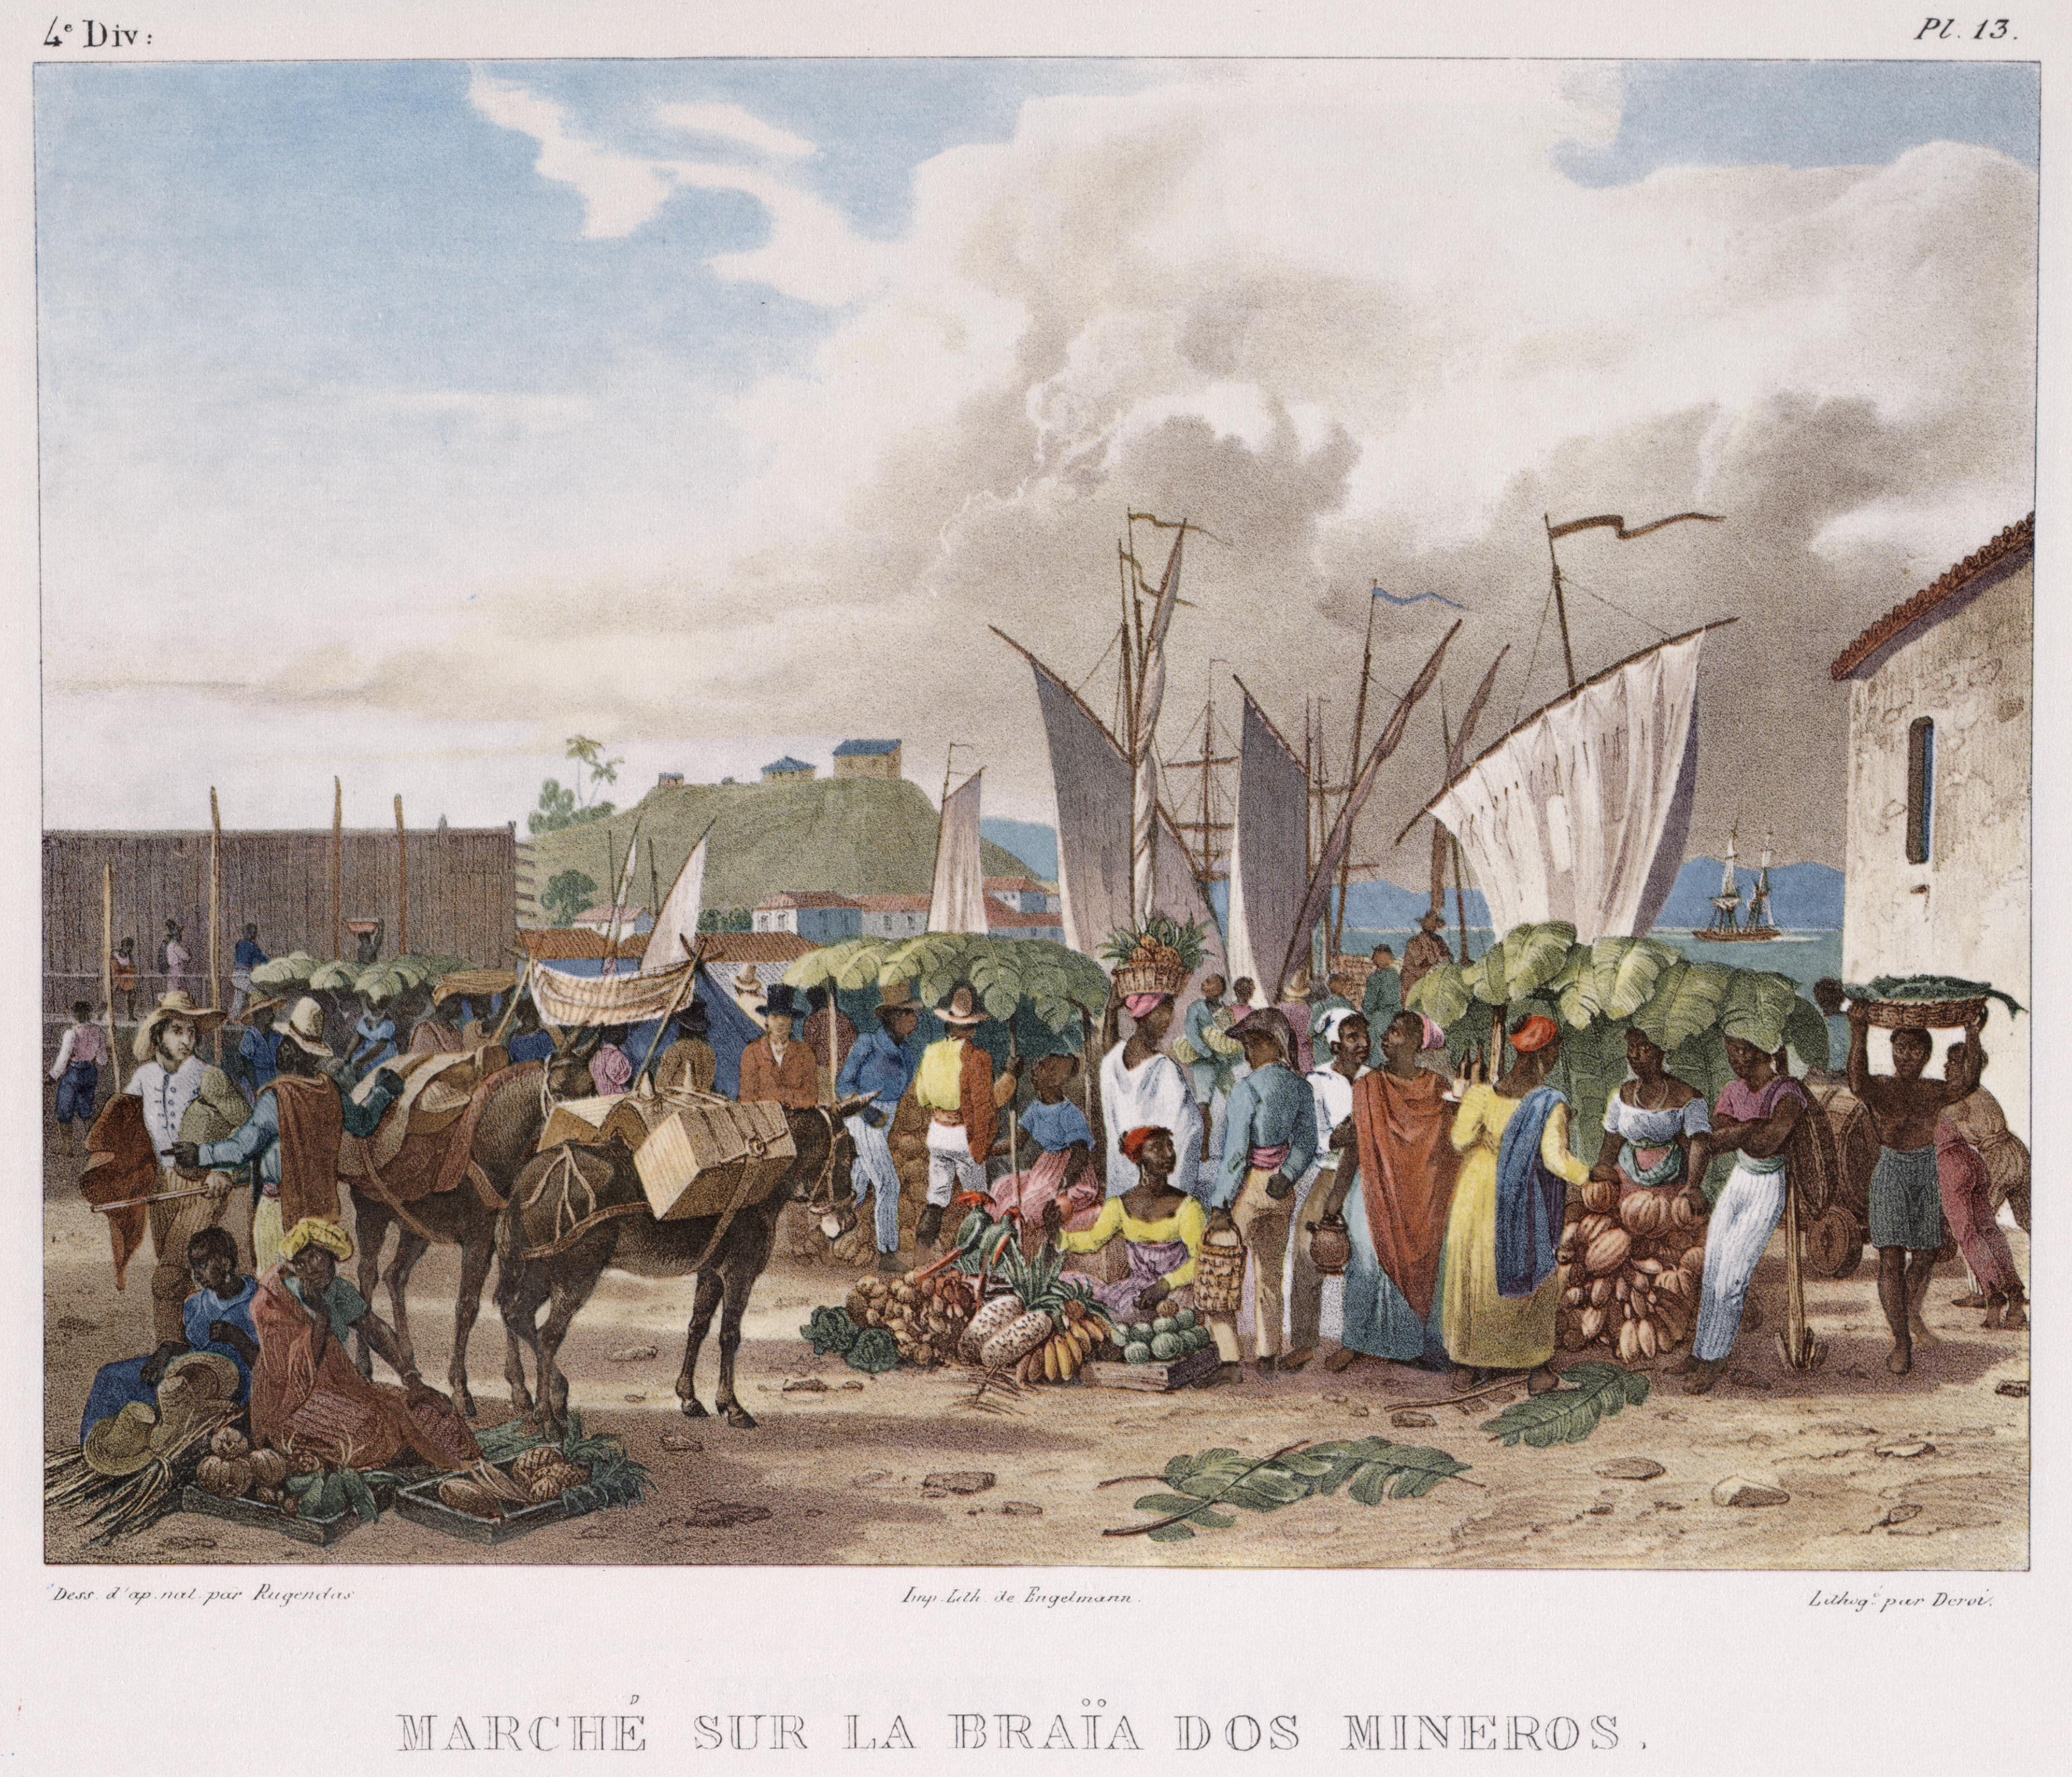 4e Div:
Pl. 13.
Dess. d'ap. nat. par Rugendas
Imp. Lith. de Engelmann.
Lithog.é par Deroi.
MARCHÉ SUR LA BRAÏA DOS MINEROS.